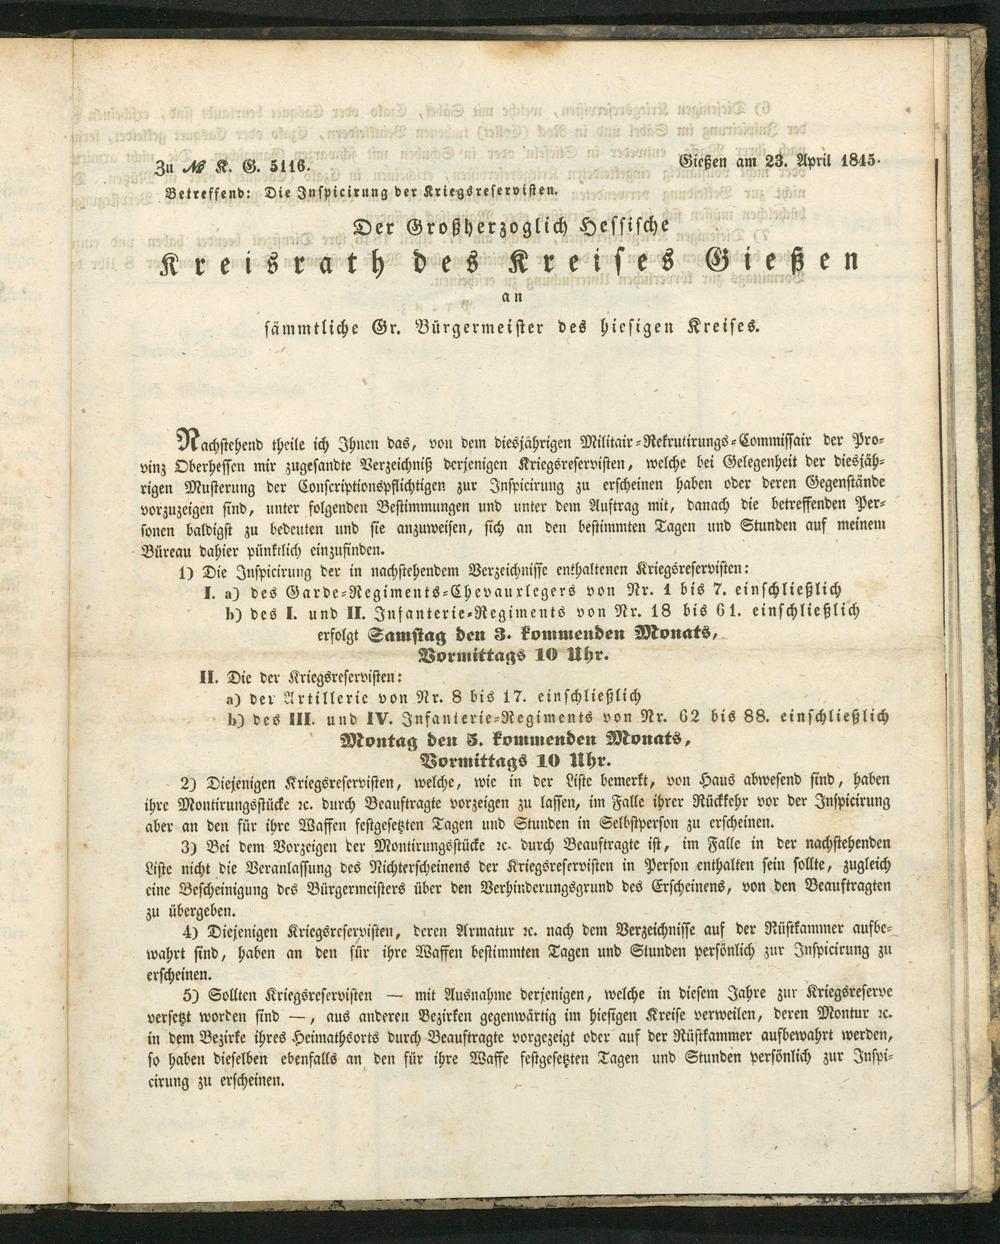 Zu № K. G. 5116.
Gießen am 23. April 1845.
Betreffend: Die Inspicirung der Kriegsreservisten.
Der Großherzoglich Hessische
Kreisrath des Kreises Gießen
an
sämmtliche Gr. Bürgermeister des hiesigen Kreises.
Nachstehend theile ich Ihnen das, von dem diesjährigen Militair-Rekrutirungs-Commissair der Pro-
vinz Oberhessen mir zugesandte Verzeichniß derjenigen Kriegsreservisten, welche bei Gelegenheit der diesjäh-
rigen Musterung der Conscriptionspflichtigen zur Inspicirung zu erscheinen haben oder deren Gegenstände
vorzuzeigen sind, unter folgenden Bestimmungen und unter dem Auftrag mit, danach die betreffenden Per-
sonen baldigst zu bedeuten und sie anzuweisen, sich an den bestimmten Tagen und Stunden auf meinem
Büreau dahier pünktlich einzufinden.
1) Die Inspicirung der in nachstehendem Verzeichnisse enthaltenen Kriegsreservisten:
I. a) des Garde-Regiments-Chevauxlegers von Nr. 1 bis 7. einschließlich
b) des I. und II. Infanterie-Regiments von Nr. 18 bis 61. einschließlich
erfolgt Samstag den 3. kommenden Monats,
Vormittags 10 Uhr.
II. Die der Kriegsreservisten:
a) der Artillerie von Nr. 8 bis 17. einschließlich
b) des III. und IV. Infanterie-Regiments von Nr. 62 bis 88. einschließlich
Montag den 5. kommenden Monats,
Vormittags 10 Uhr.
2) Diejenigen Kriegsreservisten, welche, wie in der Liste bemerkt, von Haus abwesend sind, haben
ihre Montirungsstücke ꝛc. durch Beauftragte vorzeigen zu lassen, im Falle ihrer Rückkehr vor der Inspicirung
aber an den für ihre Waffen festgesetzten Tagen und Stunden in Selbstperson zu erscheinen.
3) Bei dem Vorzeigen der Montirungsstücke ꝛc. durch Beauftragte ist, im Falle in der nachstehenden
Liste nicht die Veranlassung des Nichterscheinens der Kriegsreservisten in Person enthalten sein sollte, zugleich
eine Bescheinigung des Bürgermeisters über den Verhinderungsgrund des Erscheinens, von den Beauftragten
zu übergeben.
4) Diejenigen Kriegsreservisten, deren Armatur ꝛc. nach dem Verzeichnisse auf der Rüstkammer aufbe-
wahrt sind, haben an den für ihre Waffen bestimmten Tagen und Stunden persönlich zur Inspicirung zu
erscheinen.
5) Sollten Kriegsreservisten — mit Ausnahme derjenigen, welche in diesem Jahre zur Kriegsreserve
versetzt worden sind —, aus anderen Bezirken gegenwärtig im hiesigen Kreise verweilen, deren Montur ꝛc.
in dem Bezirke ihres Heimathsorts durch Beauftragte vorgezeigt oder auf der Rüstkammer aufbewahrt werden,
so haben dieselben ebenfalls an den für ihre Waffe festgesetzten Tagen und Stunden persönlich zur Inspi-
cirung zu erscheinen.